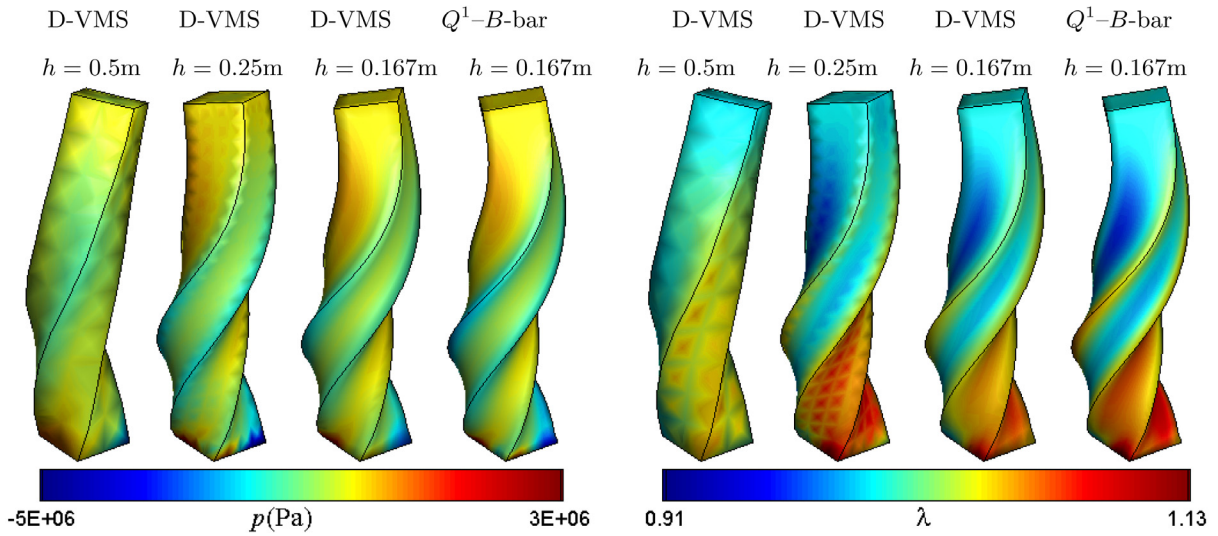 D-VMS D-VMS D-VMS Q¹–B-bar D-VMS D-VMS D-VMS Q¹–B-bar
h = 0.5m h = 0.25m h = 0.167m h = 0.167m h = 0.5m h = 0.25m h = 0.167m h = 0.167m
-5E+06 p(Pa) 3E+06 0.91 λ 1.13